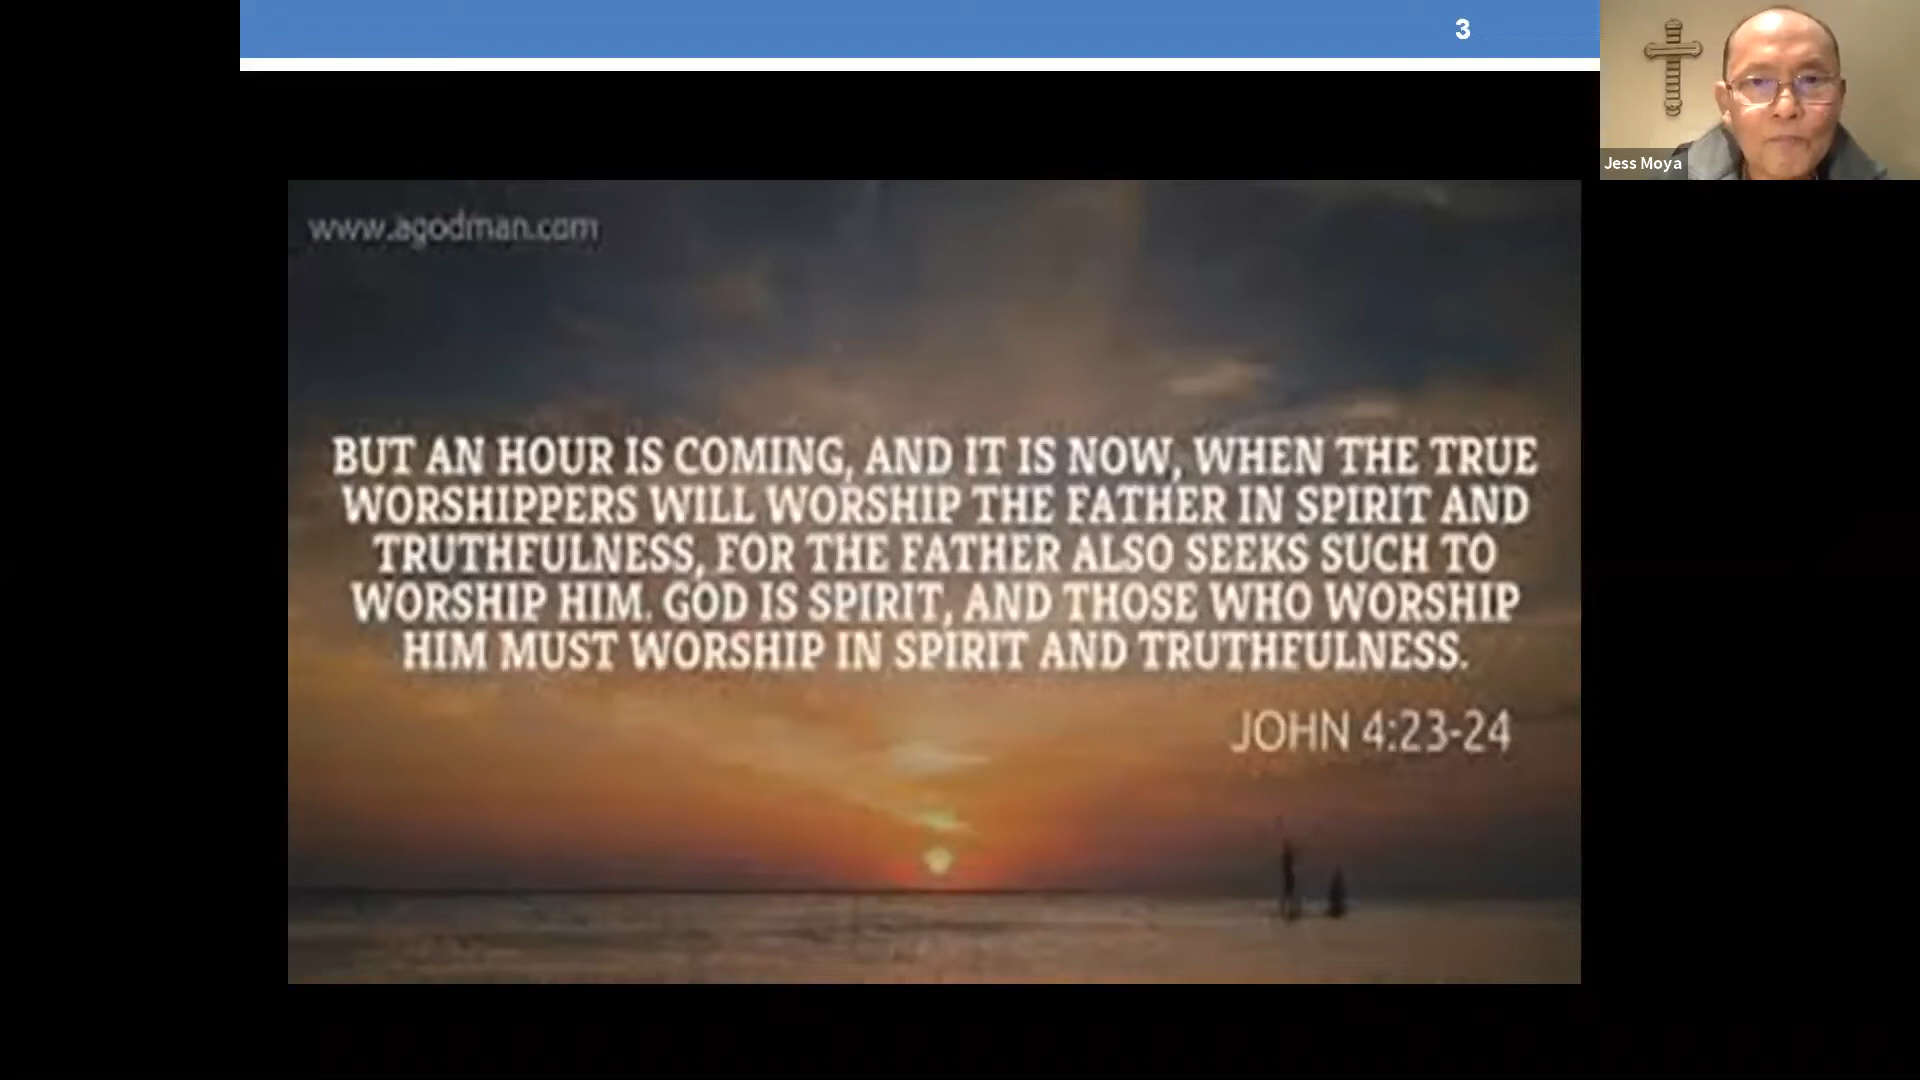 3
Jess Moya
www.agodman.com
BUT AN HOUR IS COMING, AND IT IS NOW, WHEN THE TRUE
WORSHIPPERS WILL WORSHIP THE FATHER IN SPIRIT AND
TRUTHFULNESS, FOR THE FATHER ALSO SEEKS SUCH TO
WORSHIP HIM. GOD IS SPIRIT, AND THOSE WHO WORSHIP
HIM MUST WORSHIP IN SPIRIT AND TRUTHFULNESS.
JOHN 4:23-24